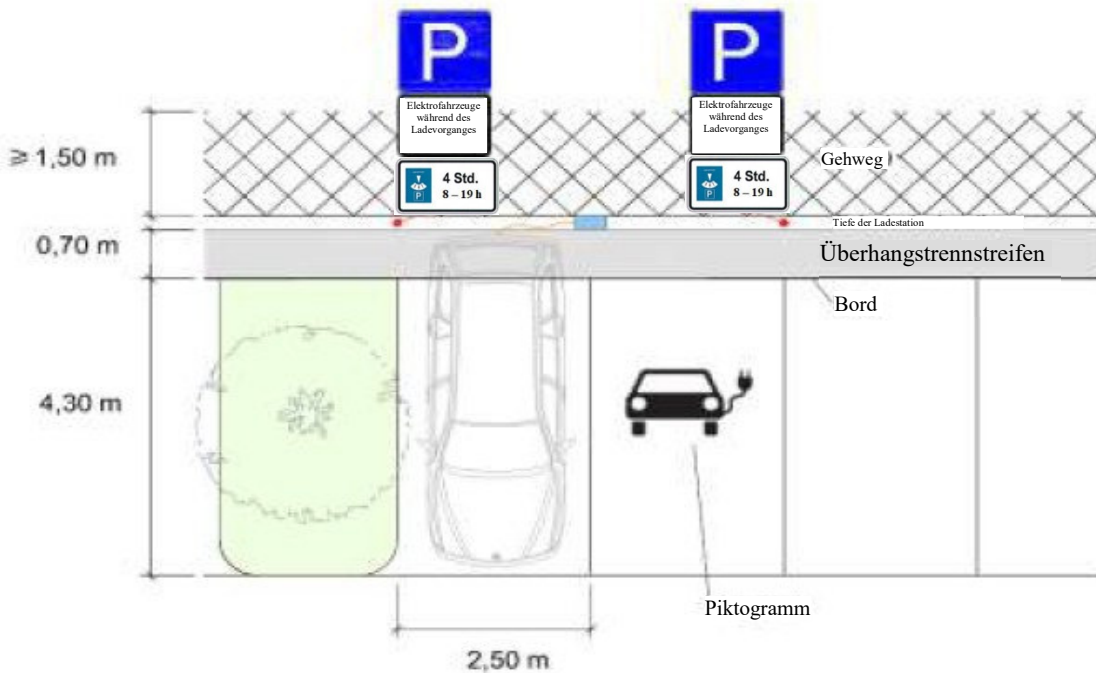 P
P
Elektrofahrzeuge
während des
Ladevorganges
Elektrofahrzeuge
während des
Ladevorganges
≥ 1,50 m
Gehweg
P
4 Std.
8 – 19 h
P
4 Std.
8 – 19 h
Tiefe der Ladestation
0,70 m
Überhangstrennstreifen
Bord
4,30 m
Piktogramm
2,50 m